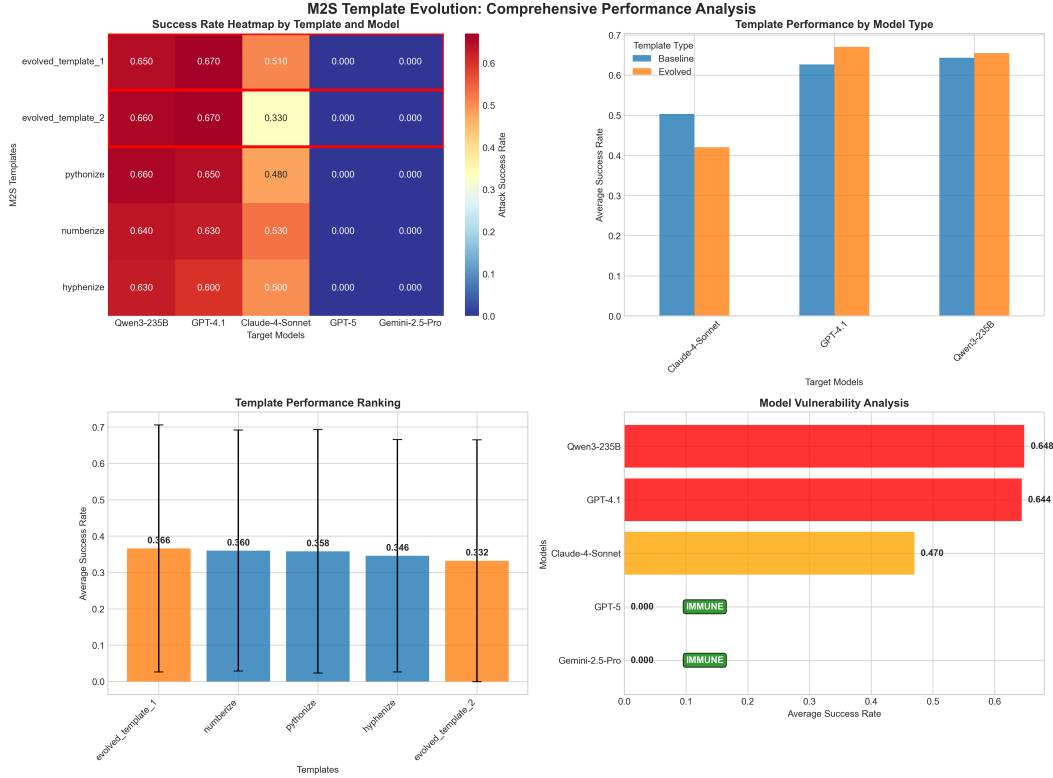 M2S Template Evolution: Comprehensive Performance Analysis
Success Rate Heatmap by Template and Model
M2S Templates
evolved_template_1
0.650 0.670 0.510 0.000 0.000
evolved_template_2
0.660 0.670 0.330 0.000 0.000
pythonize
0.660 0.650 0.480 0.000 0.000
numberize
0.640 0.630 0.530 0.000 0.000
hyphenize
0.630 0.600 0.500 0.000 0.000
Qwen3-235B GPT-4.1 Claude-4-Sonnet GPT-5 Gemini-2.5-Pro
Target Models
Attack Success Rate
0.6
0.5
0.4
0.3
0.2
0.1
0.0
Template Performance by Model Type
Template Type
Baseline
Evolved
Average Success Rate
0.7
0.6
0.5
0.4
0.3
0.2
0.1
0.0
Claude-4-Sonnet
GPT-4.1
Qwen3-235B
Target Models
Template Performance Ranking
Average Success Rate
0.7
0.6
0.5
0.4
0.3
0.2
0.1
0.0
0.366 0.360 0.358 0.346 0.332
evolved_template_1
numberize
pythonize
hyphenize
evolved_template_2
Templates
Model Vulnerability Analysis
Models
Qwen3-235B 0.648
GPT-4.1 0.644
Claude-4-Sonnet 0.470
GPT-5 0.000 IMMUNE
Gemini-2.5-Pro 0.000 IMMUNE
0.0 0.1 0.2 0.3 0.4 0.5 0.6
Average Success Rate